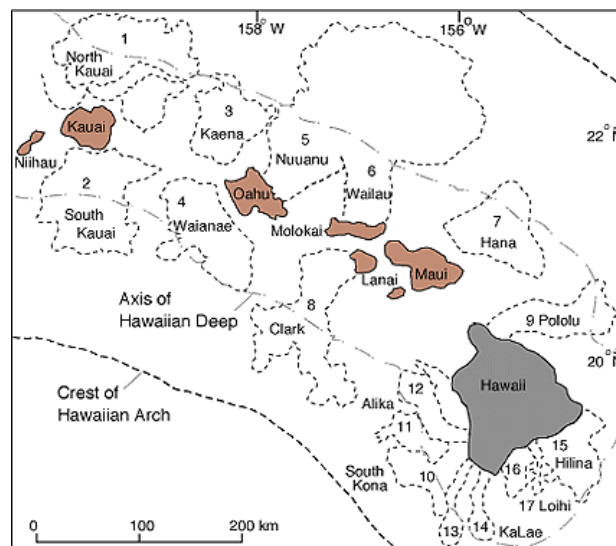 158° W
156°
1
North
Kauai
3
Kaena
5
Nuuanu
22°
Kauai
Niihau
6
Wailau
2
South
Kauai
4
Waianae
Oahu
Molokai
7
Hana
Lanai
Maui
Axis of
Hawaiian Deep
8
Clark
9 Pololu
20°
Crest of
Hawaiian Arch
Alika
12
11
Hawaii
South
Kona
10
15
Hilina
16
17 Loihi
13
14
KaLae
0
100
200 km